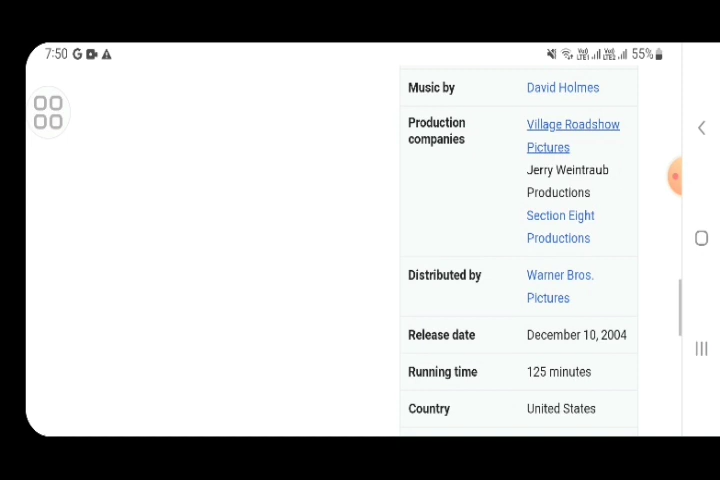 7:50 G 55%
Music by David Holmes
Production companies Village Roadshow Pictures
Jerry Weintraub Productions
Section Eight Productions
Distributed by Warner Bros. Pictures
Release date December 10, 2004
Running time 125 minutes
Country United States